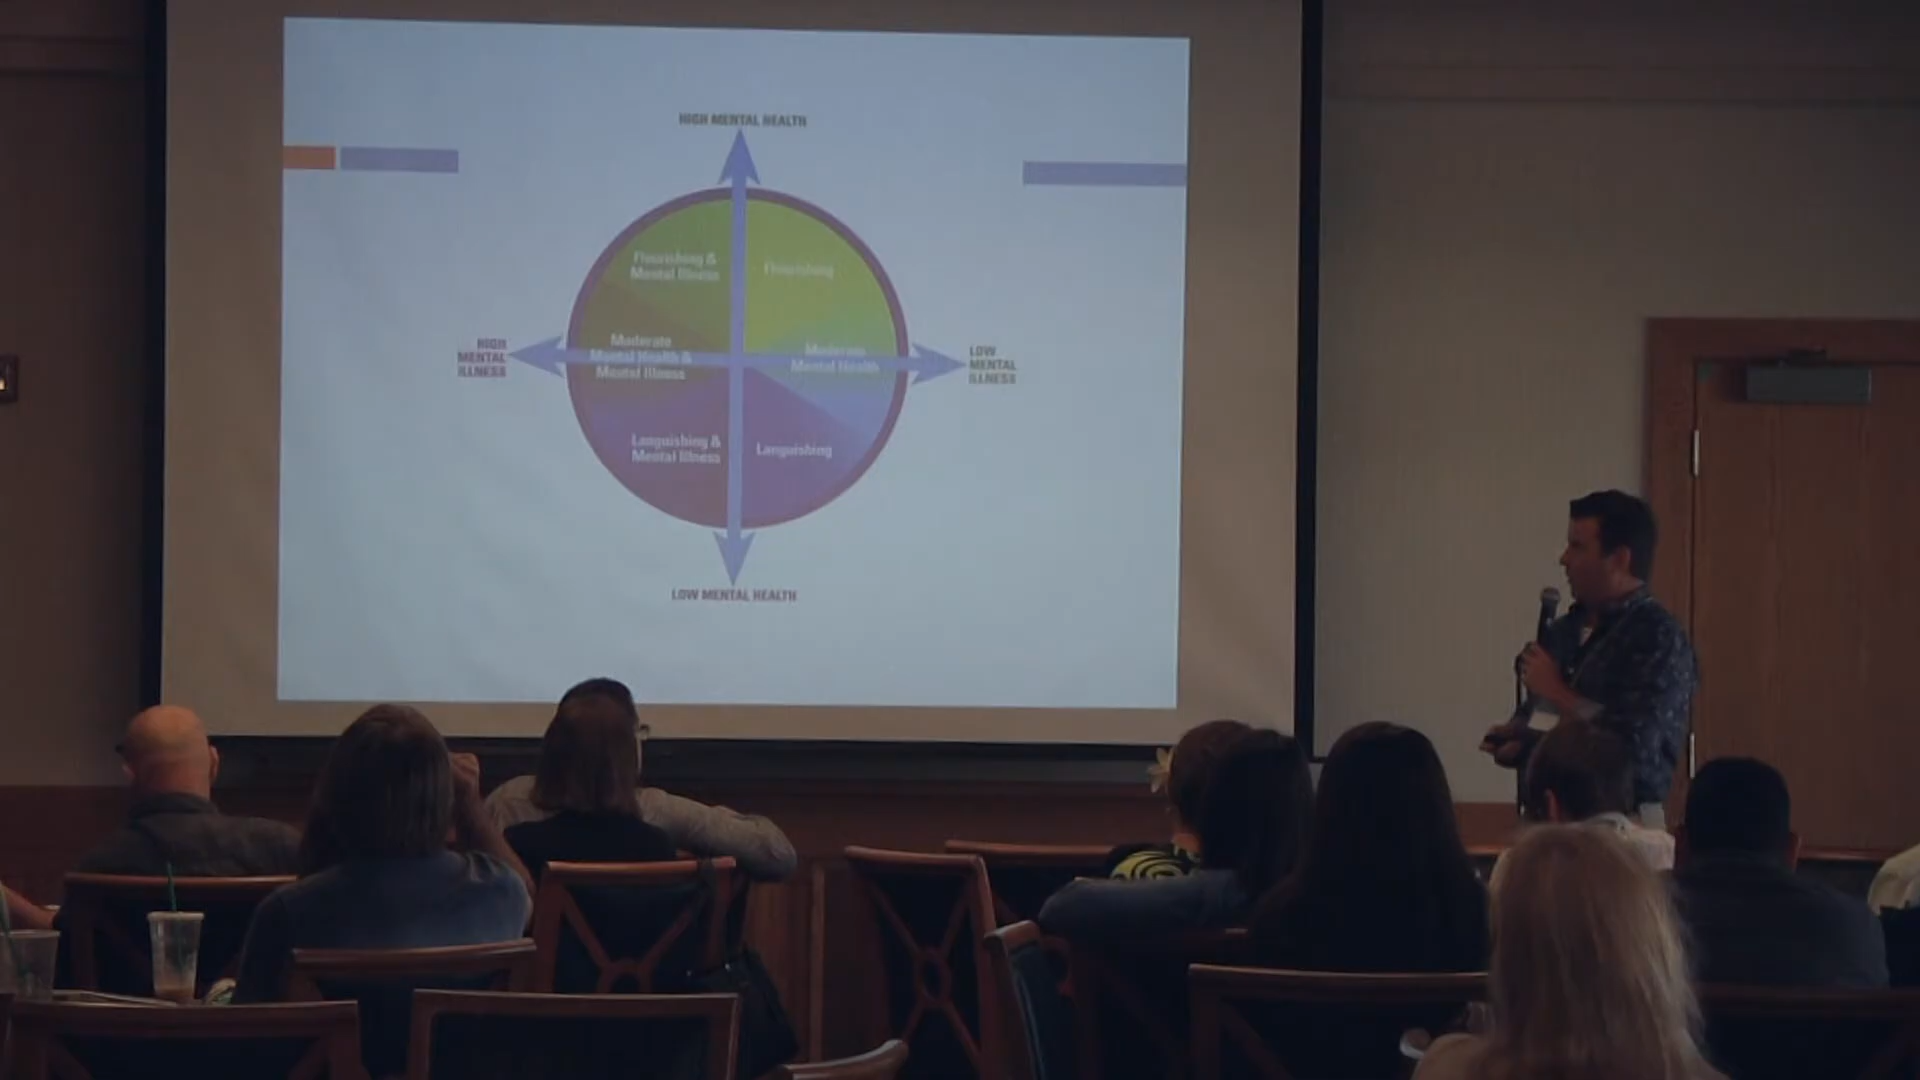 HIGH MENTAL HEALTH
Flourishing &
Mental Illness
Flourishing
HIGH
MENTAL
ILLNESS
Moderate
Mental Health &
Mental Illness
Moderate
Mental Health
LOW
MENTAL
ILLNESS
Languishing &
Mental Illness
Languishing
LOW MENTAL HEALTH